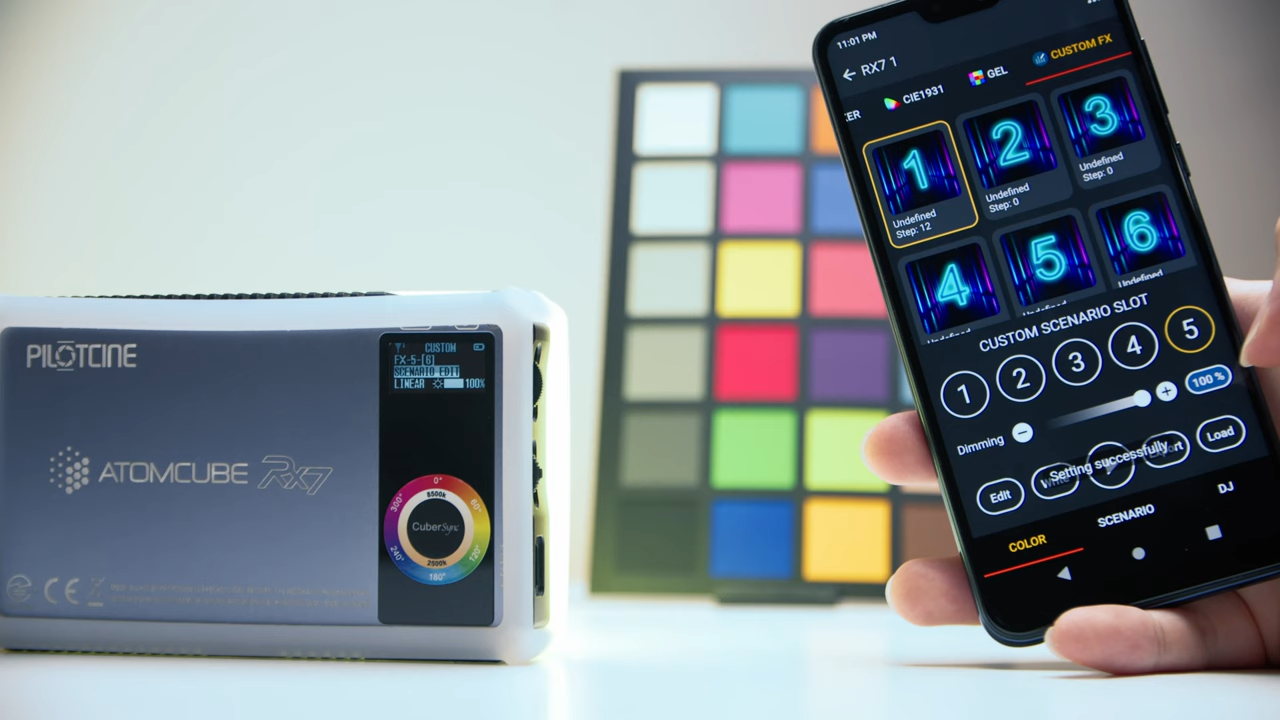 PILOTCINE
ATOMCUBE RX7
CE
CUSTOM
FX-5-[6]
SCENARIO EDIT
LINEAR 100%
0°
60°
120°
180°
240°
300°
8500k
CuberSync
2500k
11:01 PM
RX7 1
CIE1931
GEL
CUSTOM FX
1
Undefined
Step: 12
2
Undefined
Step: 0
3
Undefined
Step: 0
4
5
6
Undefined
CUSTOM SCENARIO SLOT
1 2 3 4 5
Dimming 100 %
Edit
Setting successfully
Load
COLOR SCENARIO DJ